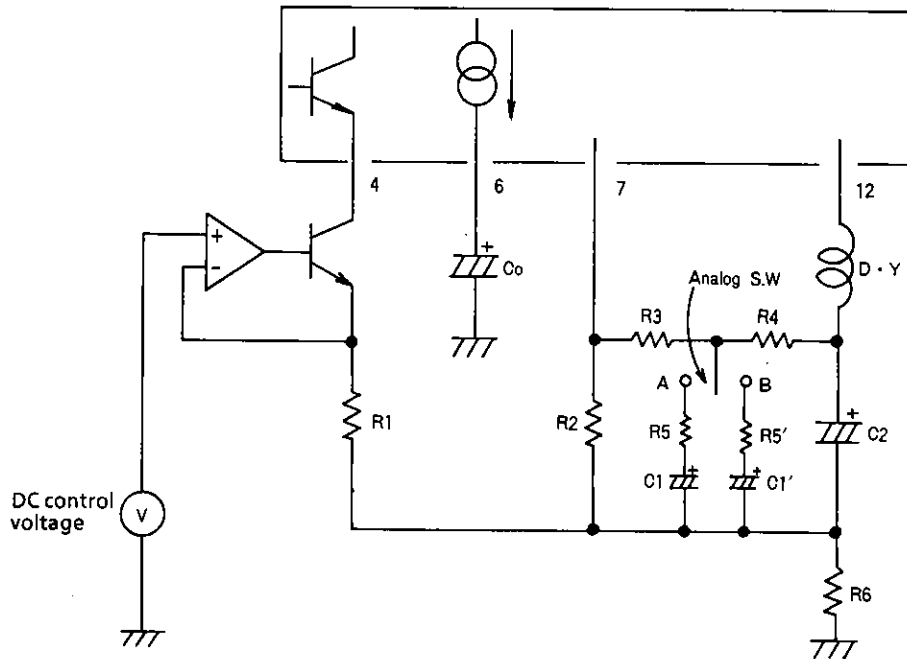 4
6
7
12
+
-
+
Co
D · Y
Analog S.W
R3
R4
A
B
R1
R2
R5
R5'
+
C2
C1
+
+
C1'
DC control
voltage
V
R6